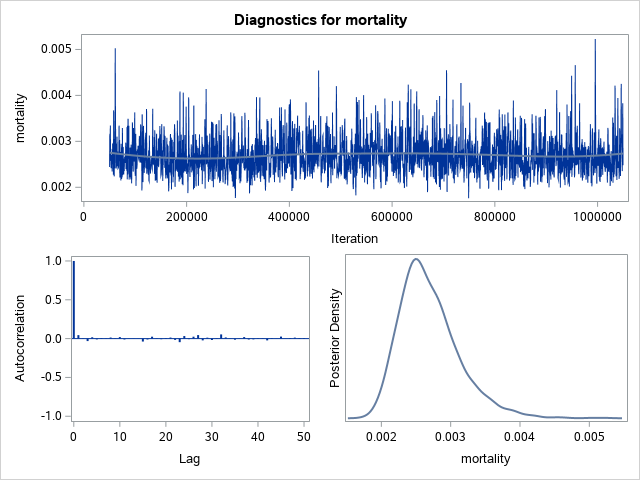 Diagnostics for mortality
mortality
0.005
0.004
0.003
0.002
0 200000 400000 600000 800000 1000000
Iteration
Autocorrelation
1.0
0.5
0.0
-0.5
-1.0
0 10 20 30 40 50
Lag
Posterior Density
0.002 0.003 0.004 0.005
mortality